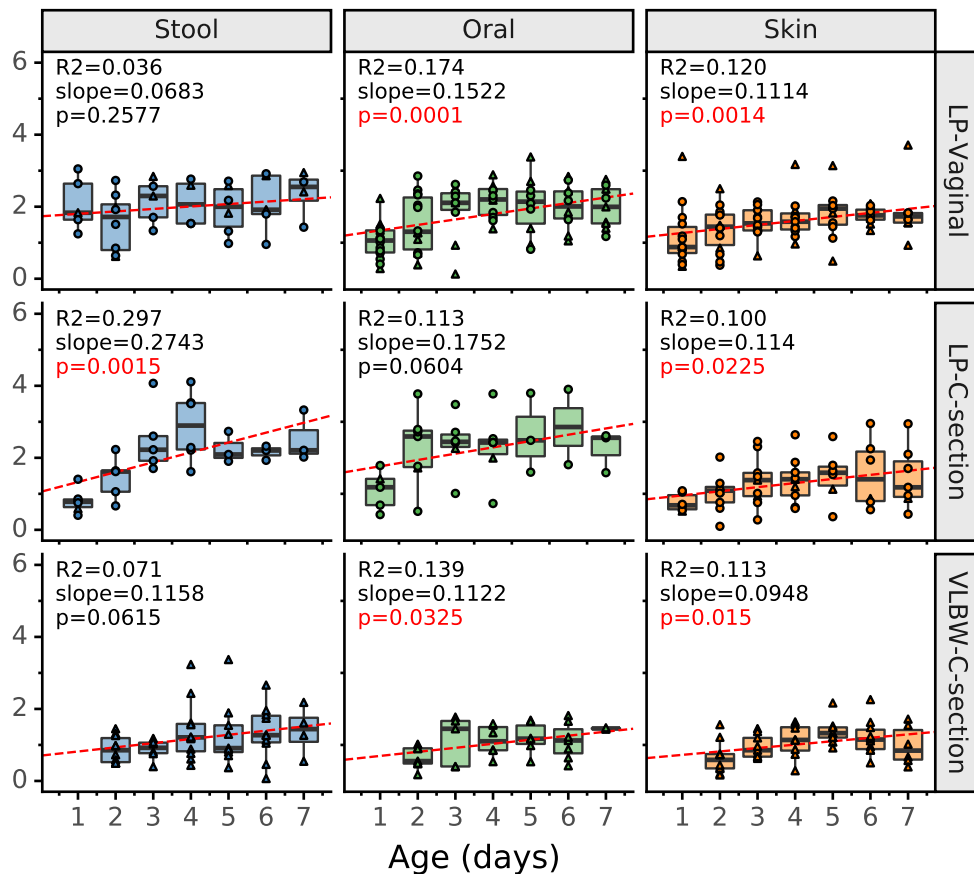 Stool
Oral
Skin
6
4
2
0
R2=0.036
slope=0.0683
p=0.2577
R2=0.174
slope=0.1522
p=0.0001
R2=0.120
slope=0.1114
p=0.0014
LP-Vaginal
6
4
2
0
R2=0.297
slope=0.2743
p=0.0015
R2=0.113
slope=0.1752
p=0.0604
R2=0.100
slope=0.114
p=0.0225
LP-C-section
6
4
2
0
R2=0.071
slope=0.1158
p=0.0615
R2=0.139
slope=0.1122
p=0.0325
R2=0.113
slope=0.0948
p=0.015
VLBW-C-section
1 2 3 4 5 6 7
1 2 3 4 5 6 7
1 2 3 4 5 6 7
Age (days)